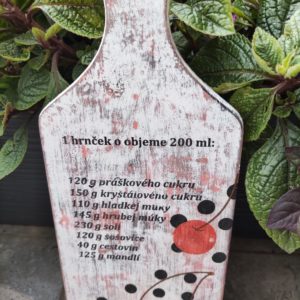 1 hrnček o objeme 200 ml:
120 g práškového cukru
150 g kryštálového cukru
110 g hladkej múky
145 g hrubej múky
230 g soli
120 g šošovice
40 g cestovín
125 g mandlí